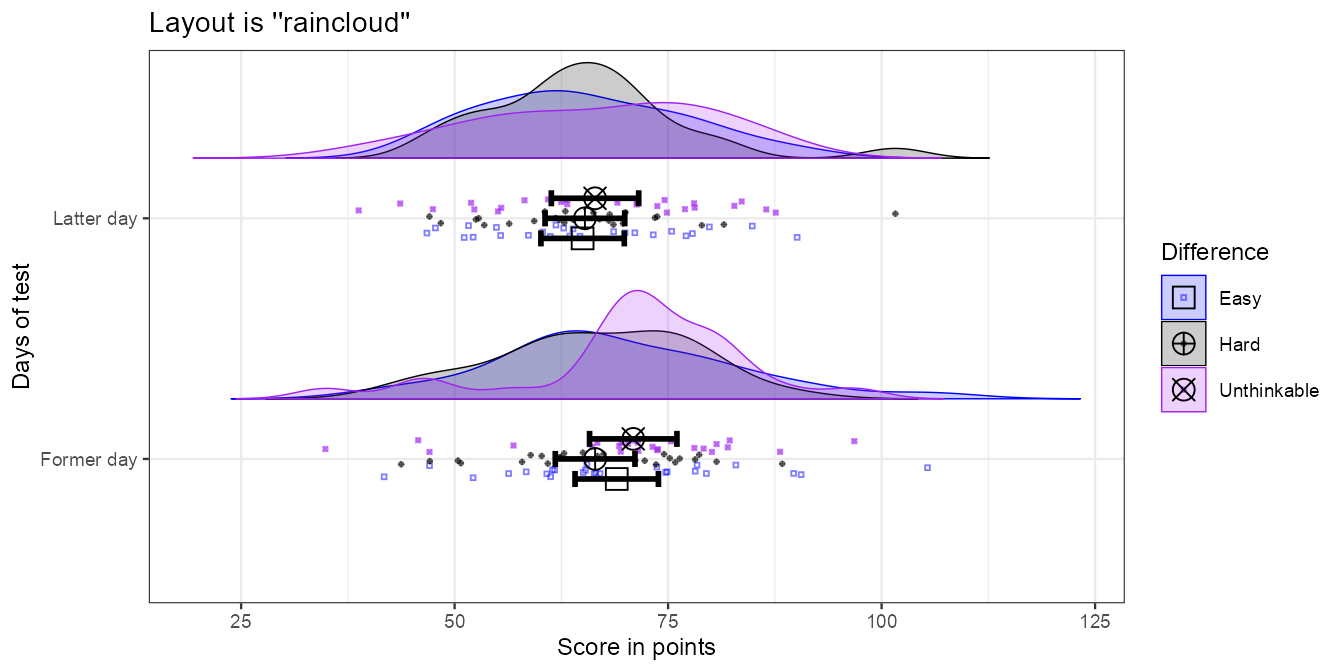 Layout is ''raincloud''
Latter day
Former day
Days of test
25 50 75 100 125
Score in points
Difference
Easy
Hard
Unthinkable